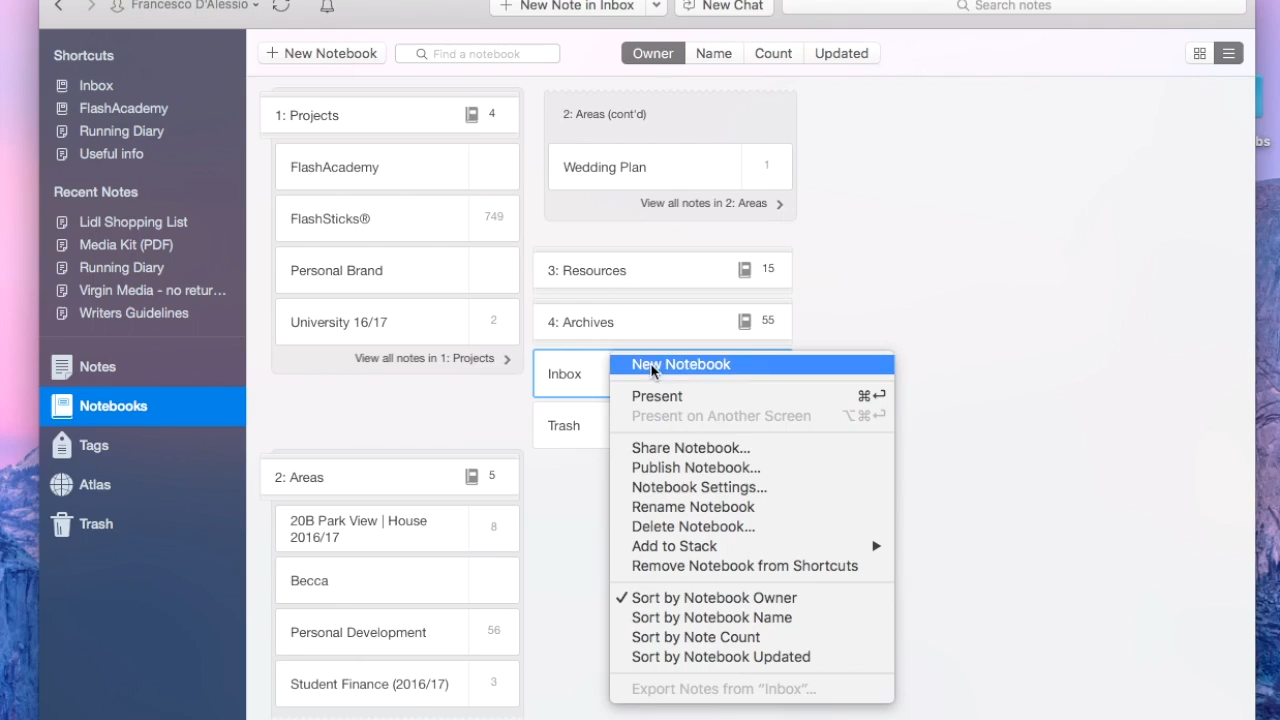 Francesco D'Alessio
New Note in Inbox
New Chat
Search notes
Shortcuts
Inbox
FlashAcademy
Running Diary
Useful info
Recent Notes
Lidl Shopping List
Media Kit (PDF)
Running Diary
Virgin Media - no retur...
Writers Guidelines
Notes
Notebooks
Tags
Atlas
Trash
+ New Notebook
Find a notebook
Owner
Name
Count
Updated
1: Projects 4
FlashAcademy
FlashSticks® 749
Personal Brand
University 16/17 2
View all notes in 1: Projects
2: Areas 5
20B Park View | House
2016/17 8
Becca
Personal Development 56
Student Finance (2016/17) 3
2: Areas (cont'd)
Wedding Plan 1
View all notes in 2: Areas
3: Resources 15
4: Archives 55
Inbox
Trash
New Notebook
Present ⌘↩
Present on Another Screen ⌥⌘↩
Share Notebook...
Publish Notebook...
Notebook Settings...
Rename Notebook
Delete Notebook...
Add to Stack
Remove Notebook from Shortcuts
✓ Sort by Notebook Owner
Sort by Notebook Name
Sort by Note Count
Sort by Notebook Updated
Export Notes from “Inbox”...
bs